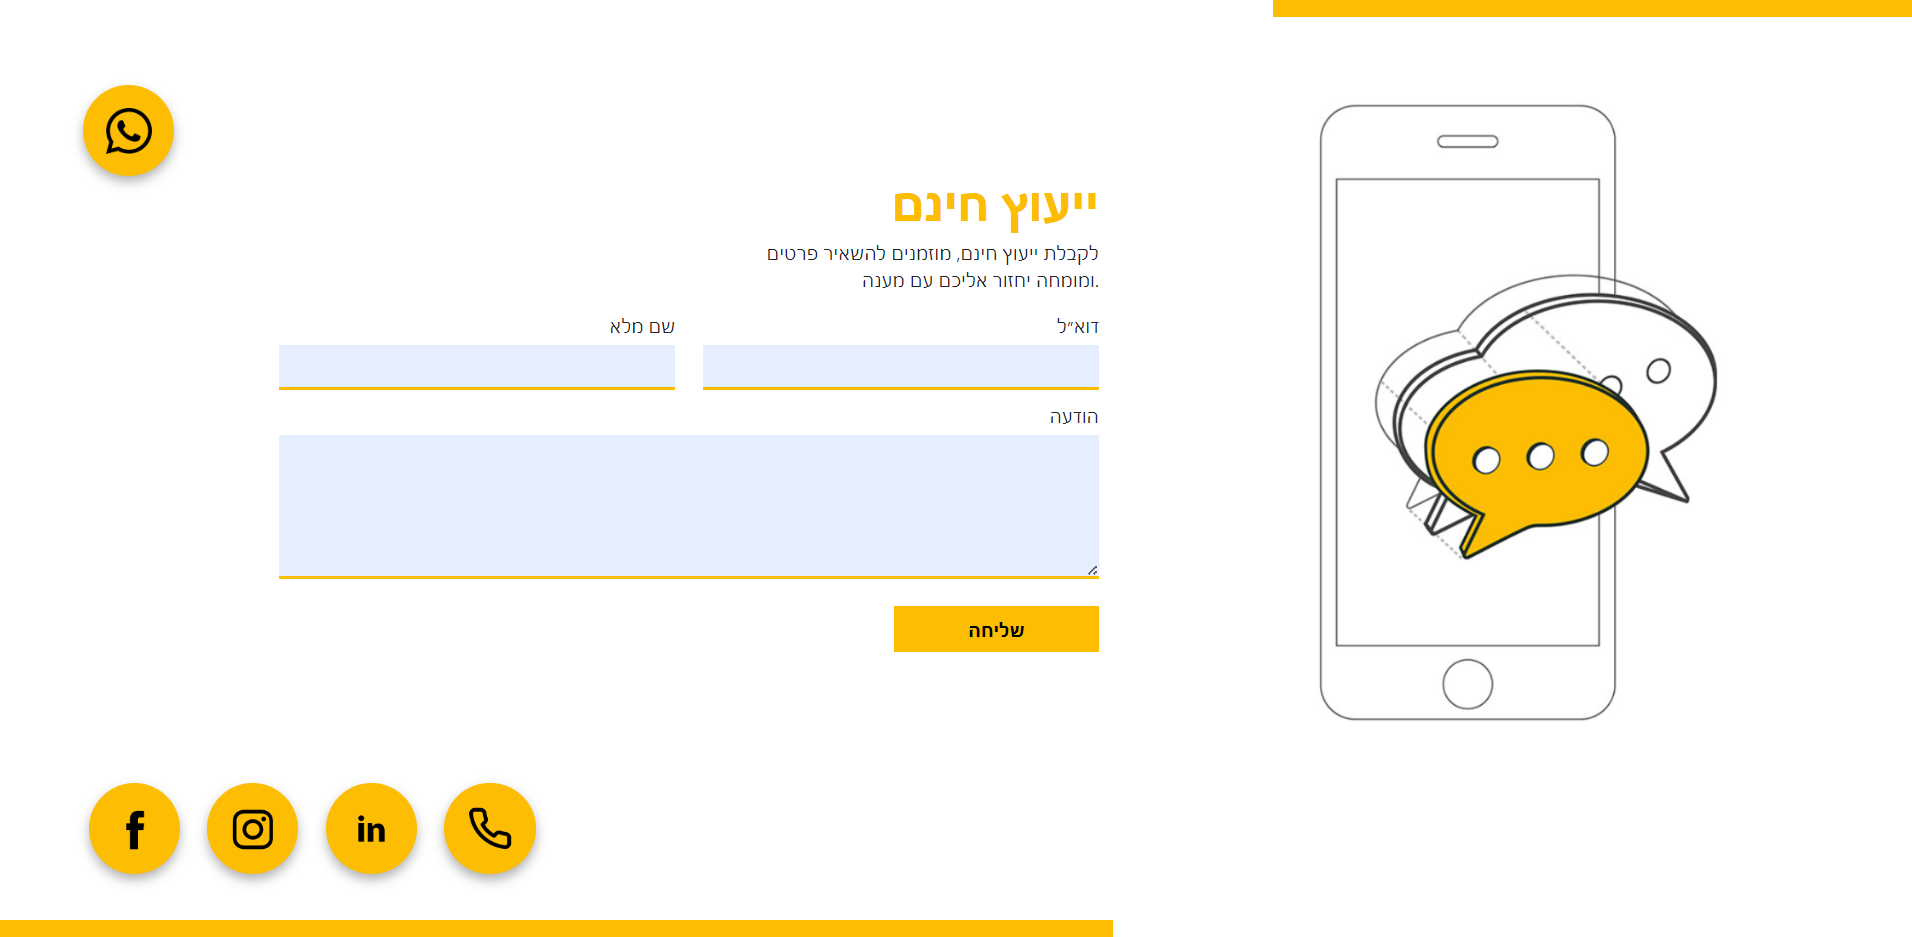 ייעוץ חינם
לקבלת ייעוץ חינם, מוזמנים להשאיר פרטים
.ומומחה יחזור אליכם עם מענה
דוא״ל
שם מלא
הודעה
שליחה
in